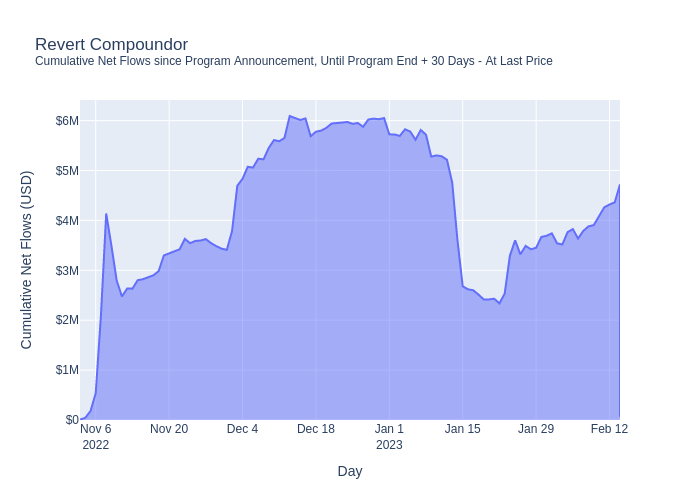 Revert Compoundor
Cumulative Net Flows since Program Announcement, Until Program End + 30 Days - At Last Price
Cumulative Net Flows (USD)
$6M
$5M
$4M
$3M
$2M
$1M
$0
Nov 6 Nov 20 Dec 4 Dec 18 Jan 1 Jan 15 Jan 29 Feb 12
2022 2023
Day